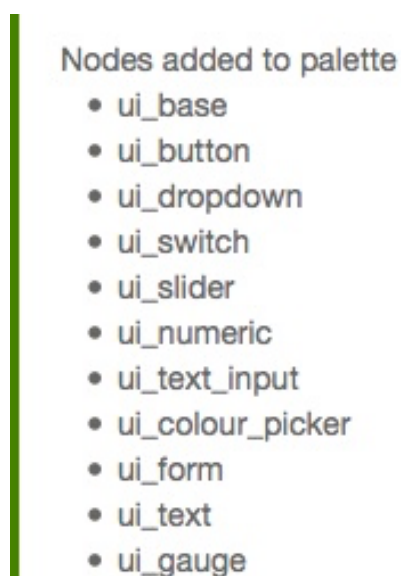 Nodes added to palette
• ui_base
• ui_button
• ui_dropdown
• ui_switch
• ui_slider
• ui_numeric
• ui_text_input
• ui_colour_picker
• ui_form
• ui_text
• ui_gauge